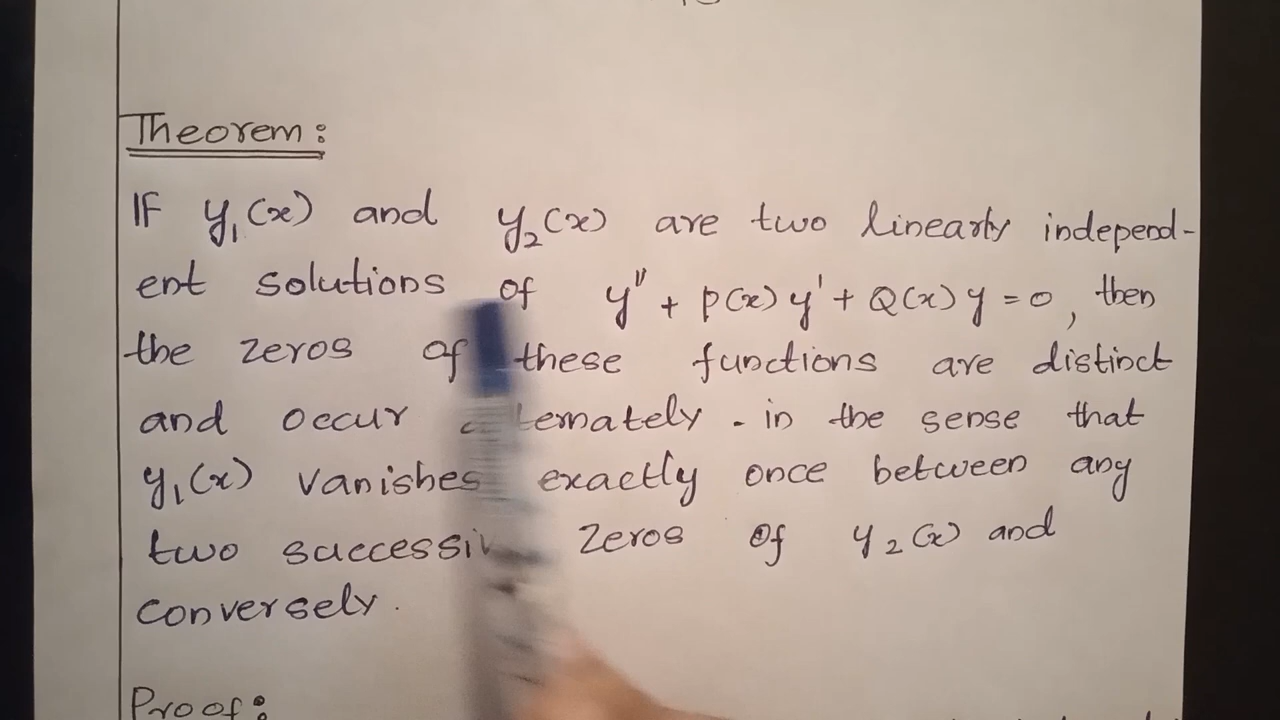 Theorem:
If y₁(x) and y₂(x) are two linearly independ-
ent solutions of y'' + P(x)y' + Q(x)y = 0, then
the zeros of these functions are distinct
and occur in the sense that
y₁(x) vanishes exactly once between any
two zeros of y₂(x) and
conversely.
Proof: